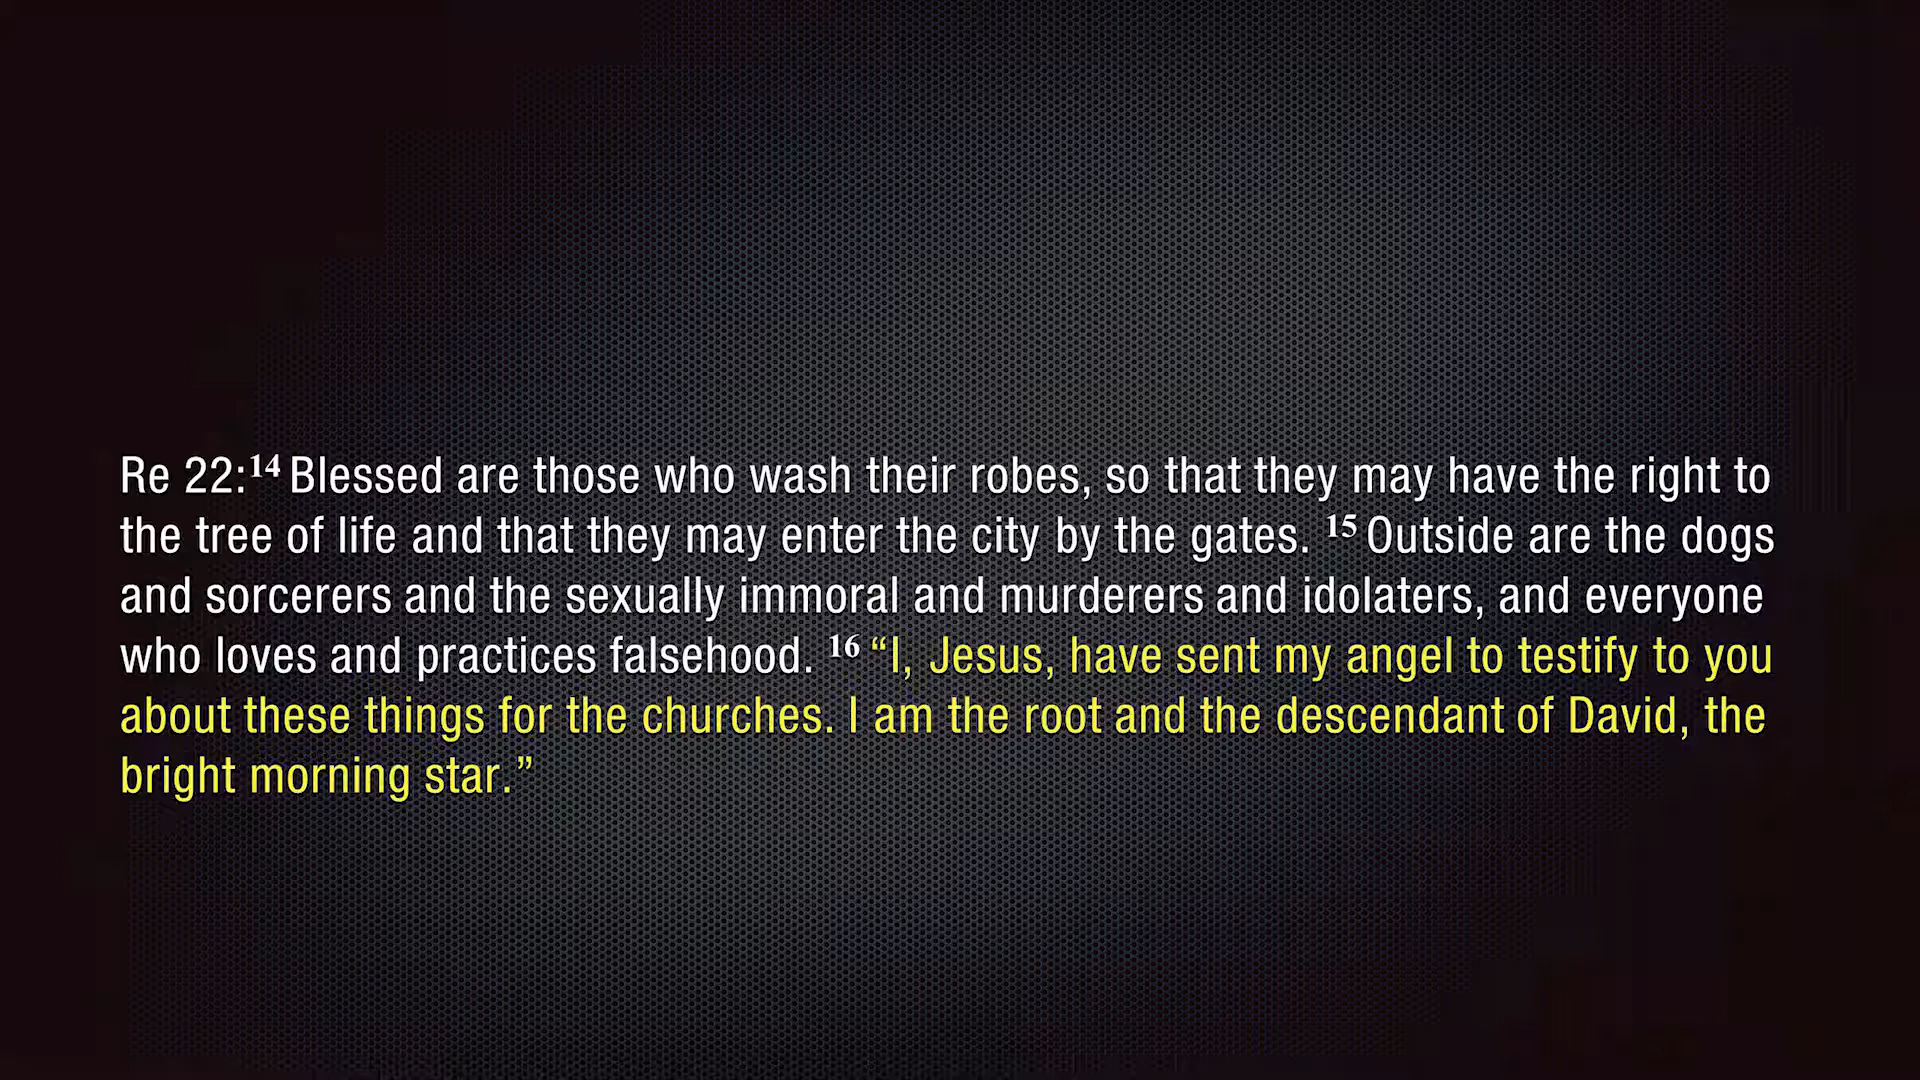 Re 22:14 Blessed are those who wash their robes, so that they may have the right to
the tree of life and that they may enter the city by the gates. 15 Outside are the dogs
and sorcerers and the sexually immoral and murderers and idolaters, and everyone
who loves and practices falsehood. 16 “I, Jesus, have sent my angel to testify to you
about these things for the churches. I am the root and the descendant of David, the
bright morning star.”